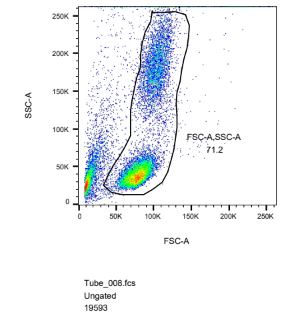 250K
200K
150K
100K
50K
0
SSC-A
FSC-A,SSC-A
71.2
0 50K 100K 150K 200K 250K
FSC-A
Tube_008.fcs
Ungated
19593